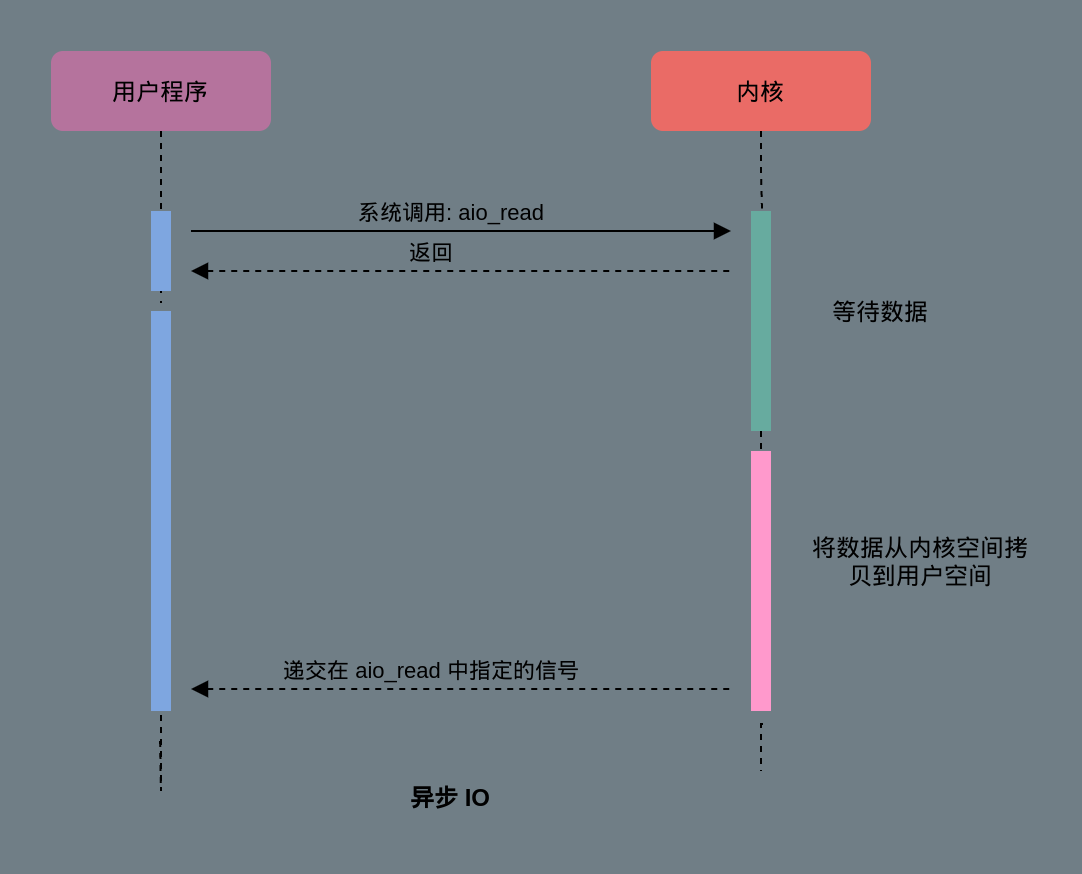 用户程序
内核
系统调用: aio_read
返回
等待数据
将数据从内核空间拷
贝到用户空间
递交在 aio_read 中指定的信号
异步 IO